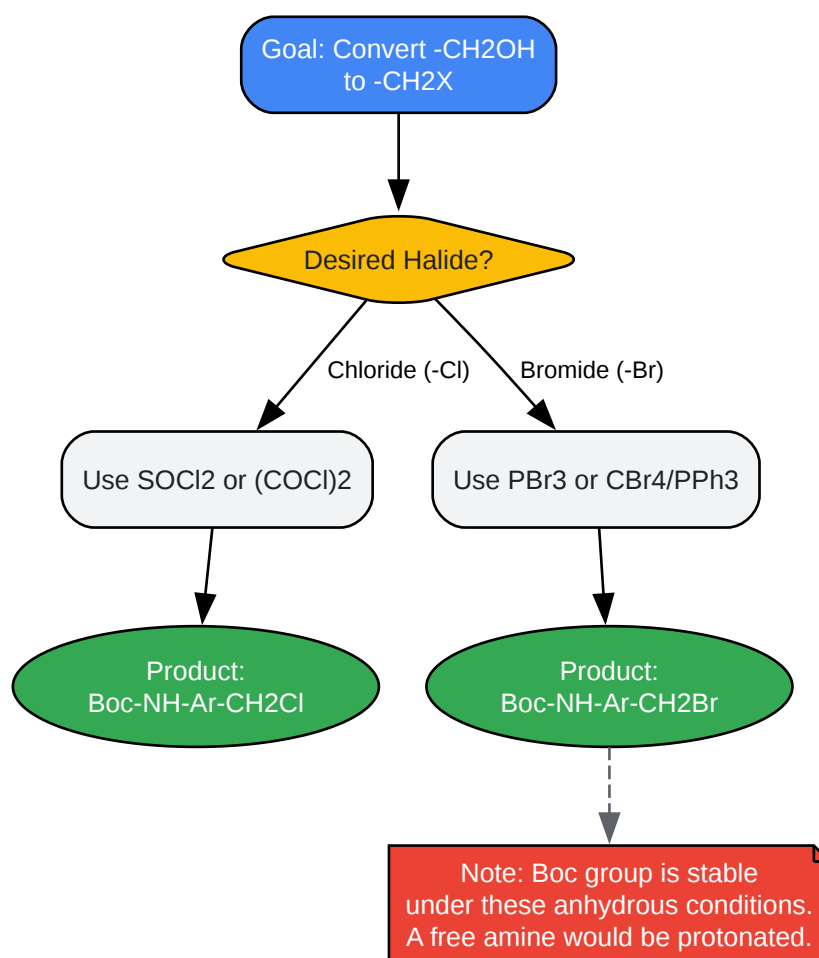 Goal: Convert -CH2OH
to -CH2X
Desired Halide?
Chloride (-Cl)
Bromide (-Br)
Use SOCl2 or (COCl)2
Use PBr3 or CBr4/PPh3
Product:
Boc-NH-Ar-CH2Cl
Product:
Boc-NH-Ar-CH2Br
Note: Boc group is stable
under these anhydrous conditions.
A free amine would be protonated.